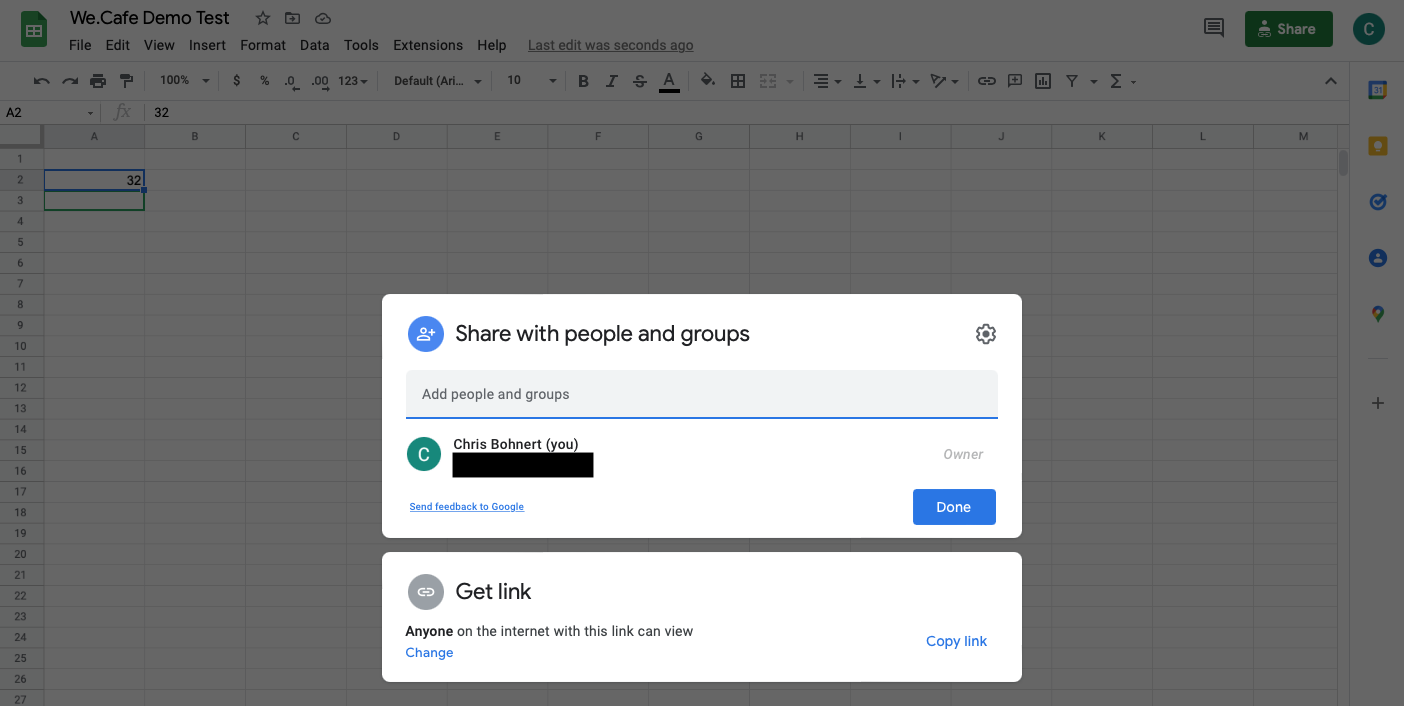 We.Cafe Demo Test
File Edit View Insert Format Data Tools Extensions Help Last edit was seconds ago
Share
C
100% $ % .0 .00 123 Default (Ari... 10 B I S A Σ
31
A2 fx 32
A B C D E F G H I J K L M
1
2 32
3
4
5
6
7
8
9
10
11
12
13
14
15
16
17
18
19
20
21
22
23
24
25
26
27
Share with people and groups
Add people and groups
C
Chris Bohnert (you)
Owner
Send feedback to Google
Done
Get link
Anyone on the internet with this link can view
Change
Copy link